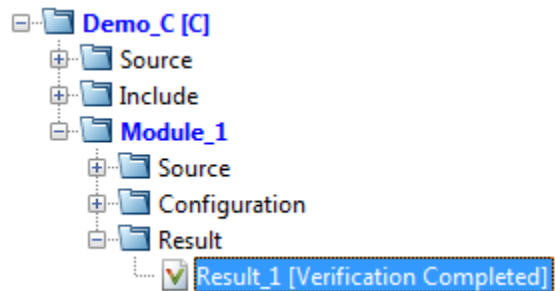 Demo_C [C]
Source
Include
Module_1
Source
Configuration
Result
Result_1 [Verification Completed]